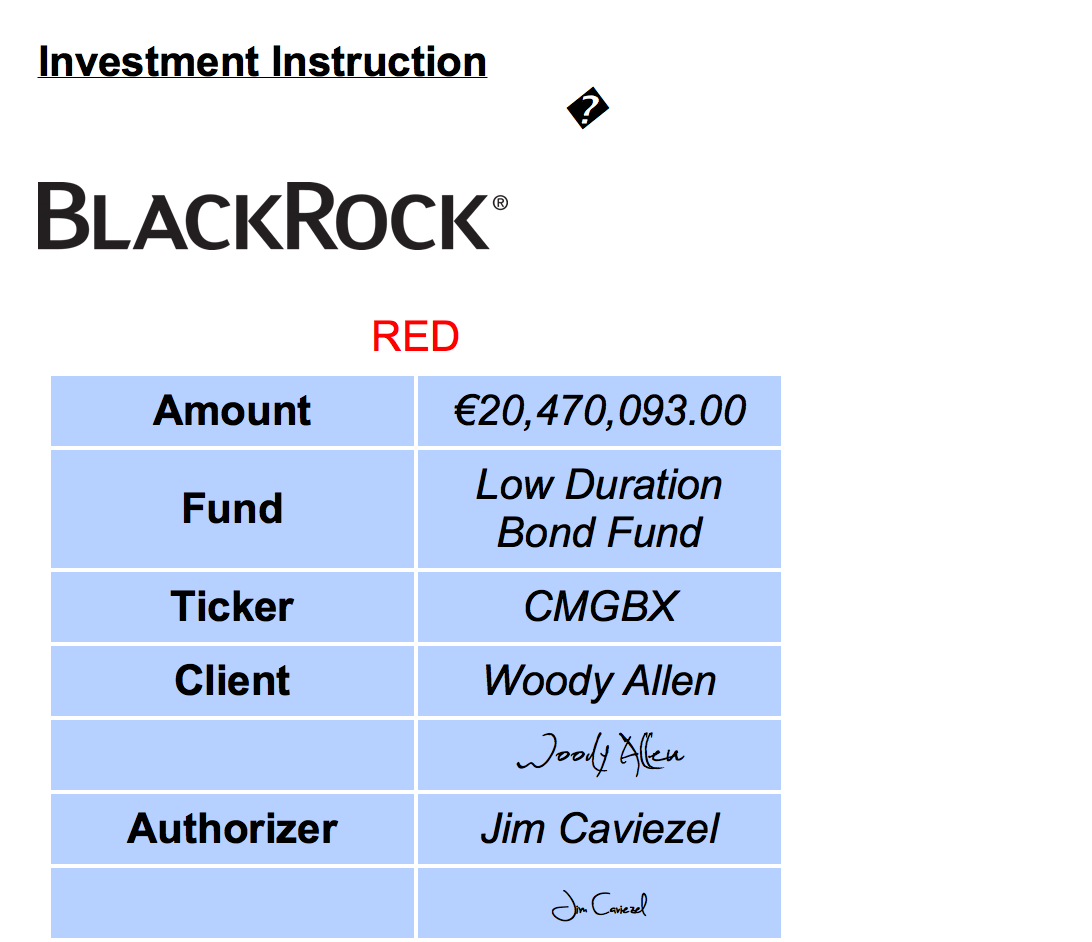 Investment Instruction
�
BLACKROCK®
RED
Amount €20,470,093.00
Fund Low Duration
Bond Fund
Ticker CMGBX
Client Woody Allen
Woody Allen
Authorizer Jim Caviezel
Jim Caviezel